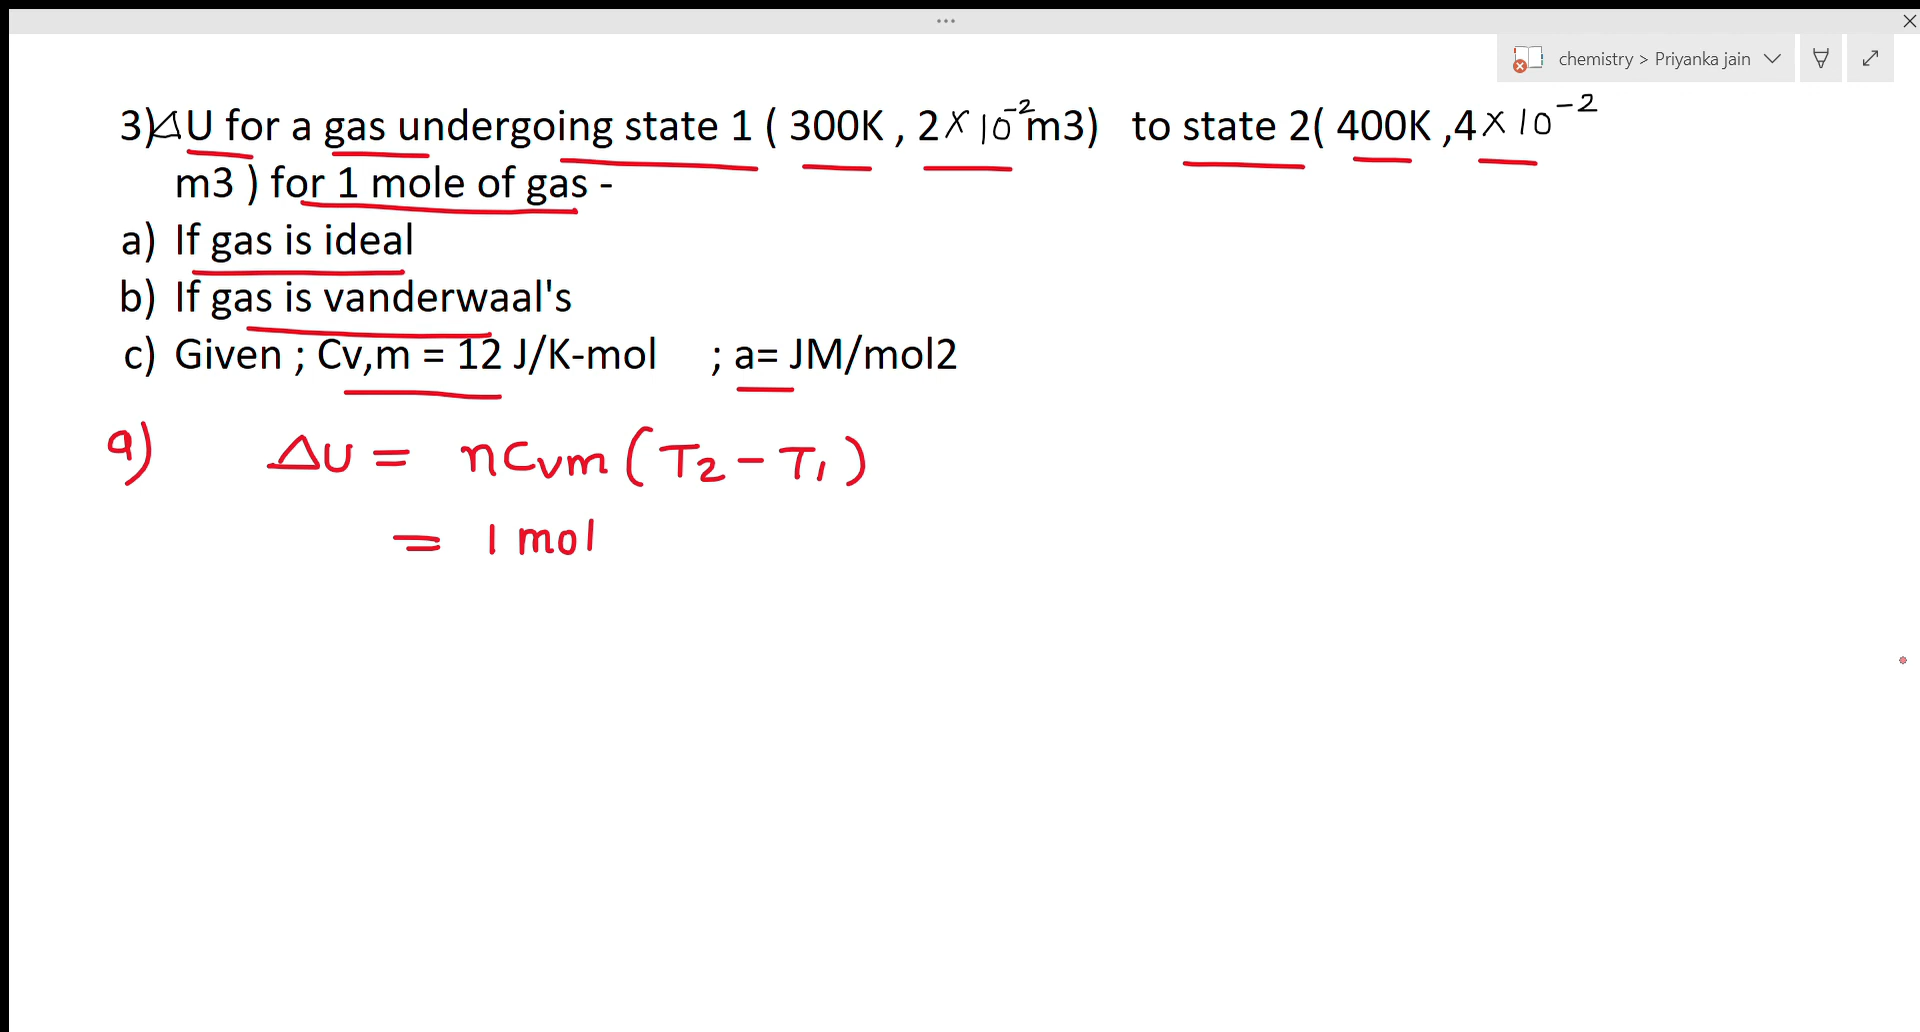 chemistry > Priyanka jain
3) ΔU for a gas undergoing state 1 ( 300K , 2×10⁻²m3) to state 2( 400K ,4×10⁻²
m3 ) for 1 mole of gas -
a) If gas is ideal
b) If gas is vanderwaal's
c) Given ; Cv,m = 12 J/K-mol ; a= JM/mol2
a) ΔU = nCvm (T2-T1)
= 1 mol